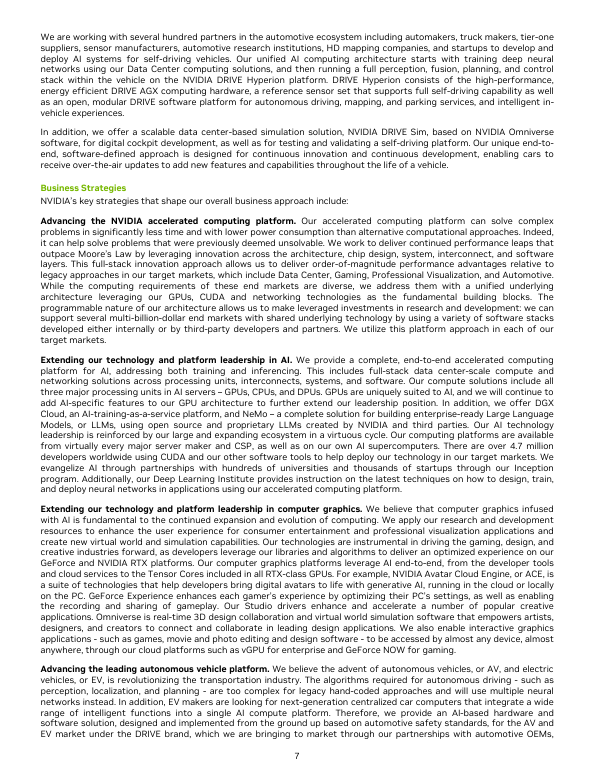 We are working with several hundred partners in the automotive ecosystem including automakers, truck makers, tier-one
suppliers, sensor manufacturers, automotive research institutions, HD mapping companies, and startups to develop and
deploy AI systems for self-driving vehicles. Our unified AI computing architecture starts with training deep neural
networks using our Data Center computing solutions, and then running a full perception, fusion, planning, and control
stack within the vehicle on the NVIDIA DRIVE Hyperion platform. DRIVE Hyperion consists of the high-performance,
energy efficient DRIVE AGX computing hardware, a reference sensor set that supports full self-driving capability as well
as an open, modular DRIVE software platform for autonomous driving, mapping, and parking services, and intelligent in-
vehicle experiences.
In addition, we offer a scalable data center-based simulation solution, NVIDIA DRIVE Sim, based on NVIDIA Omniverse
software, for digital cockpit development, as well as for testing and validating a self-driving platform. Our unique end-to-
end, software-defined approach is designed for continuous innovation and continuous development, enabling cars to
receive over-the-air updates to add new features and capabilities throughout the life of a vehicle.
Business Strategies
NVIDIA's key strategies that shape our overall business approach include:
Advancing the NVIDIA accelerated computing platform. Our accelerated computing platform can solve complex
problems in significantly less time and with lower power consumption than alternative computational approaches. Indeed,
it can help solve problems that were previously deemed unsolvable. We work to deliver continued performance leaps that
outpace Moore's Law by leveraging innovation across the architecture, chip design, system, interconnect, and software
layers. This full-stack innovation approach allows us to deliver order-of-magnitude performance advantages relative to
legacy approaches in our target markets, which include Data Center, Gaming, Professional Visualization, and Automotive.
While the computing requirements of these end markets are diverse, we address them with a unified underlying
architecture leveraging our GPUs, CUDA and networking technologies as the fundamental building blocks. The
programmable nature of our architecture allows us to make leveraged investments in research and development: we can
support several multi-billion-dollar end markets with shared underlying technology by using a variety of software stacks
developed either internally or by third-party developers and partners. We utilize this platform approach in each of our
target markets.
Extending our technology and platform leadership in AI. We provide a complete, end-to-end accelerated computing
platform for AI, addressing both training and inferencing. This includes full-stack data center-scale compute and
networking solutions across processing units, interconnects, systems, and software. Our compute solutions include all
three major processing units in AI servers – GPUs, CPUs, and DPUs. GPUs are uniquely suited to AI, and we will continue to
add AI-specific features to our GPU architecture to further extend our leadership position. In addition, we offer DGX
Cloud, an AI-training-as-a-service platform, and NeMo – a complete solution for building enterprise-ready Large Language
Models, or LLMs, using open source and proprietary LLMs created by NVIDIA and third parties. Our AI technology
leadership is reinforced by our large and expanding ecosystem in a virtuous cycle. Our computing platforms are available
from virtually every major server maker and CSP, as well as on our own AI supercomputers. There are over 4.7 million
developers worldwide using CUDA and our other software tools to help deploy our technology in our target markets. We
evangelize AI through partnerships with hundreds of universities and thousands of startups through our Inception
program. Additionally, our Deep Learning Institute provides instruction on the latest techniques on how to design, train,
and deploy neural networks in applications using our accelerated computing platform.
Extending our technology and platform leadership in computer graphics. We believe that computer graphics infused
with AI is fundamental to the continued expansion and evolution of computing. We apply our research and development
resources to enhance the user experience for consumer entertainment and professional visualization applications and
create new virtual world and simulation capabilities. Our technologies are instrumental in driving the gaming, design, and
creative industries forward, as developers leverage our libraries and algorithms to deliver an optimized experience on our
GeForce and NVIDIA RTX platforms. Our computer graphics platforms leverage AI end-to-end, from the developer tools
and cloud services to the Tensor Cores included in all RTX-class GPUs. For example, NVIDIA Avatar Cloud Engine, or ACE, is
a suite of technologies that help developers bring digital avatars to life with generative AI, running in the cloud or locally
on the PC. GeForce Experience enhances each gamer's experience by optimizing their PC's settings, as well as enabling
the recording and sharing of gameplay. Our Studio drivers enhance and accelerate a number of popular creative
applications. Omniverse is real-time 3D design collaboration and virtual world simulation software that empowers artists,
designers, and creators to connect and collaborate in leading design applications. We also enable interactive graphics
applications - such as games, movie and photo editing and design software - to be accessed by almost any device, almost
anywhere, through our cloud platforms such as vGPU for enterprise and GeForce NOW for gaming.
Advancing the leading autonomous vehicle platform. We believe the advent of autonomous vehicles, or AV, and electric
vehicles, or EV, is revolutionizing the transportation industry. The algorithms required for autonomous driving - such as
perception, localization, and planning - are too complex for legacy hand-coded approaches and will use multiple neural
networks instead. In addition, EV makers are looking for next-generation centralized car computers that integrate a wide
range of intelligent functions into a single AI compute platform. Therefore, we provide an AI-based hardware and
software solution, designed and implemented from the ground up based on automotive safety standards, for the AV and
EV market under the DRIVE brand, which we are bringing to market through our partnerships with automotive OEMs,
7